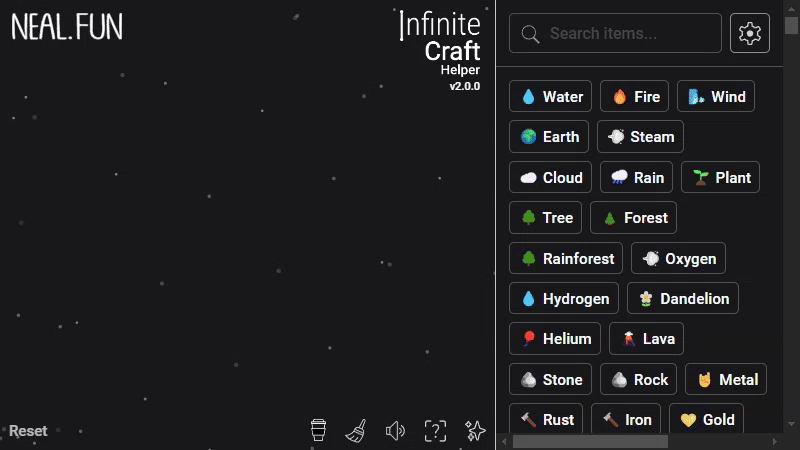 NEAL.FUN
Infinite
Craft
Helper
v2.0.0
Search items...
Water Fire Wind
Earth Steam
Cloud Rain Plant
Tree Forest
Rainforest Oxygen
Hydrogen Dandelion
Helium Lava
Stone Rock Metal
Rust Iron Gold
Reset